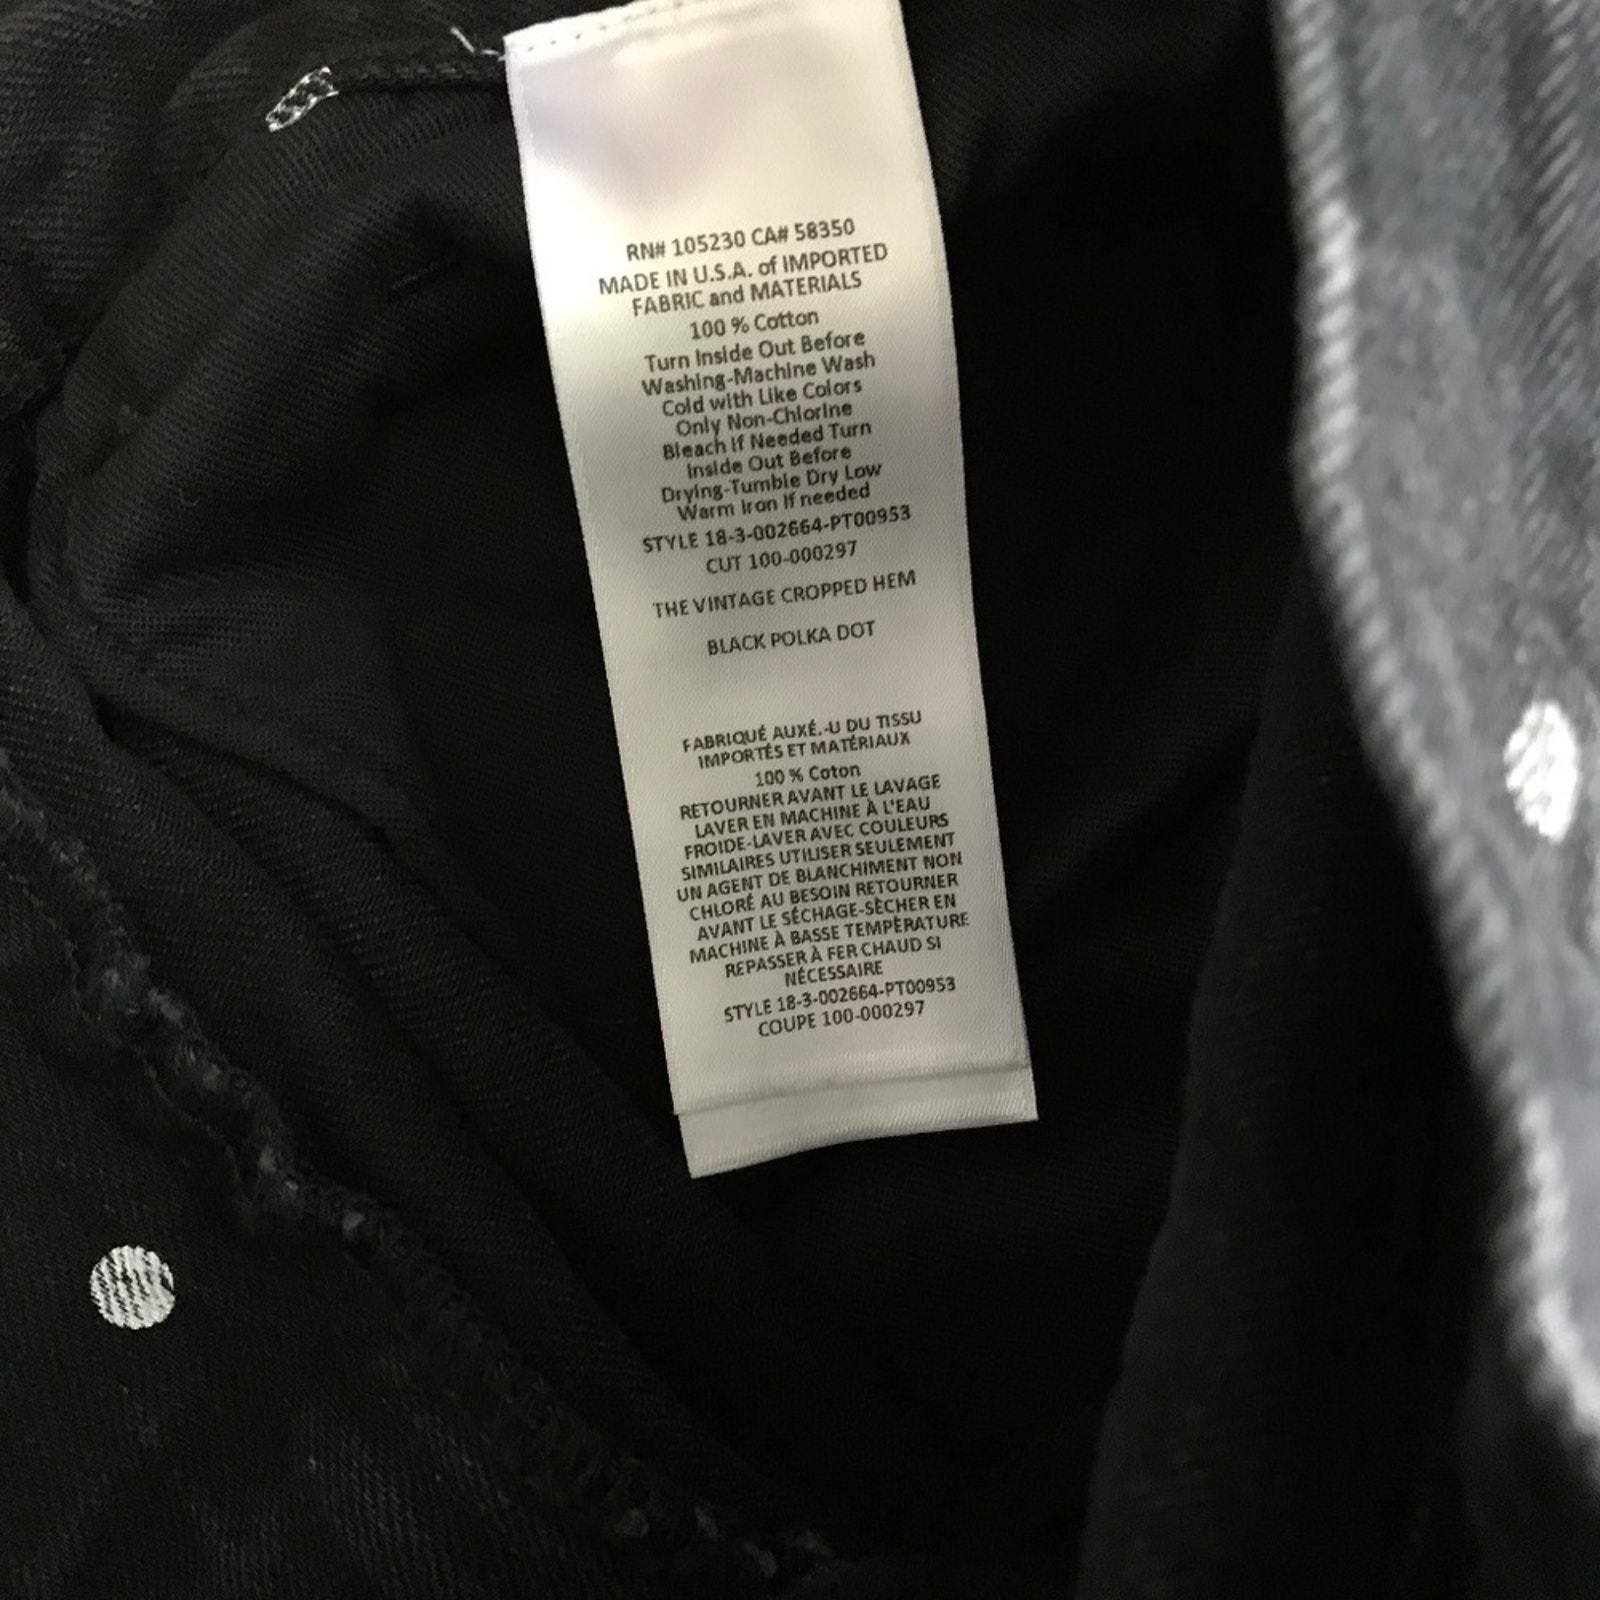 RN# 105230 CA# 58350
MADE IN U.S.A. of IMPORTED
FABRIC and MATERIALS
100 % Cotton
Turn Inside Out Before
Washing-Machine Wash
Cold with Like Colors
Only Non-Chlorine
Bleach If Needed Turn
Inside Out Before
Drying-Tumble Dry Low
Warm Iron If needed
STYLE 18-3-002664-PT00953
CUT 100-000297
THE VINTAGE CROPPED HEM
BLACK POLKA DOT
FABRIQUÉ AUXÉ.-U DU TISSU
IMPORTÉS ET MATÉRIAUX
100 % Coton
RETOURNER AVANT LE LAVAGE
LAVER EN MACHINE À L'EAU
FROIDE-LAVER AVEC COULEURS
SIMILAIRES UTILISER SEULEMENT
UN AGENT DE BLANCHIMENT NON
CHLORÉ AU BESOIN RETOURNER
AVANT LE SÉCHAGE-SÈCHER EN
MACHINE À BASSE TEMPÈRATURE
REPASSER À FER CHAUD SI
NÉCESSAIRE
STYLE 18-3-002664-PT00953
COUPE 100-000297